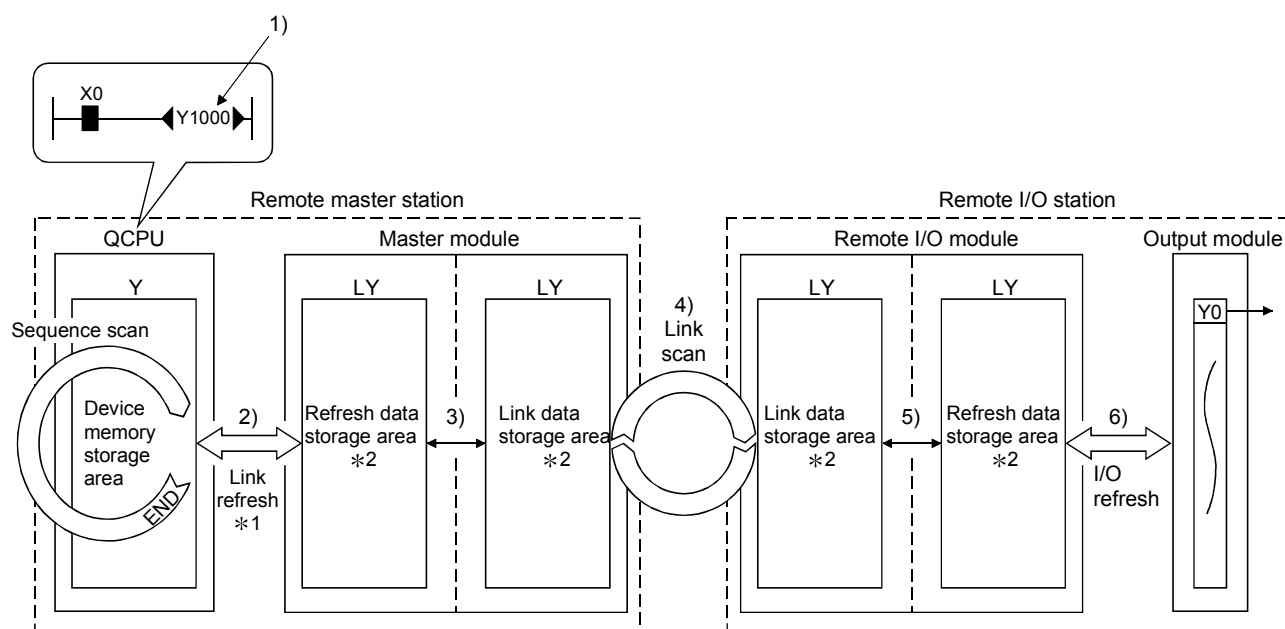 1)
X0
Y1000
Remote master station
Remote I/O station
QCPU
Master module
Remote I/O module
Output module
Y
LY
LY
LY
LY
Y0
Sequence scan
4)
Link
scan
Device
memory
storage
area
END
2)
Link
refresh
*1
Refresh data
storage area
*2
3)
Link data
storage area
*2
Link data
storage area
*2
5)
Refresh data
storage area
*2
6)
I/O
refresh